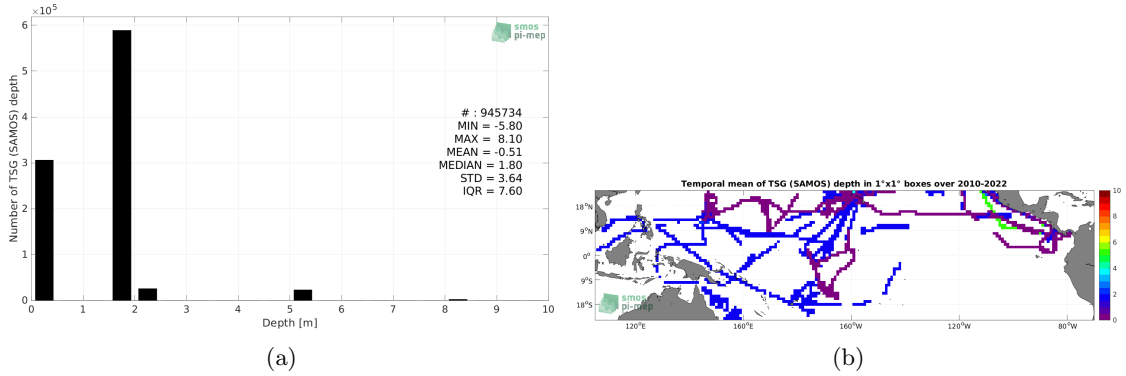 ×10⁵
6
5
4
3
2
1
0
Number of TSG (SAMOS) depth
0 1 2 3 4 5 6 7 8 9 10
Depth [m]
smos
pi-mep
# : 945734
MIN = -5.80
MAX = 8.10
MEAN = -0.51
MEDIAN = 1.80
STD = 3.64
IQR = 7.60
(a)
Temporal mean of TSG (SAMOS) depth in 1°x1° boxes over 2010-2022
18°N
9°N
0°
9°S
18°S
120°E 160°E 160°W 120°W 80°W
smos
pi-mep
10
8
6
4
2
0
(b)